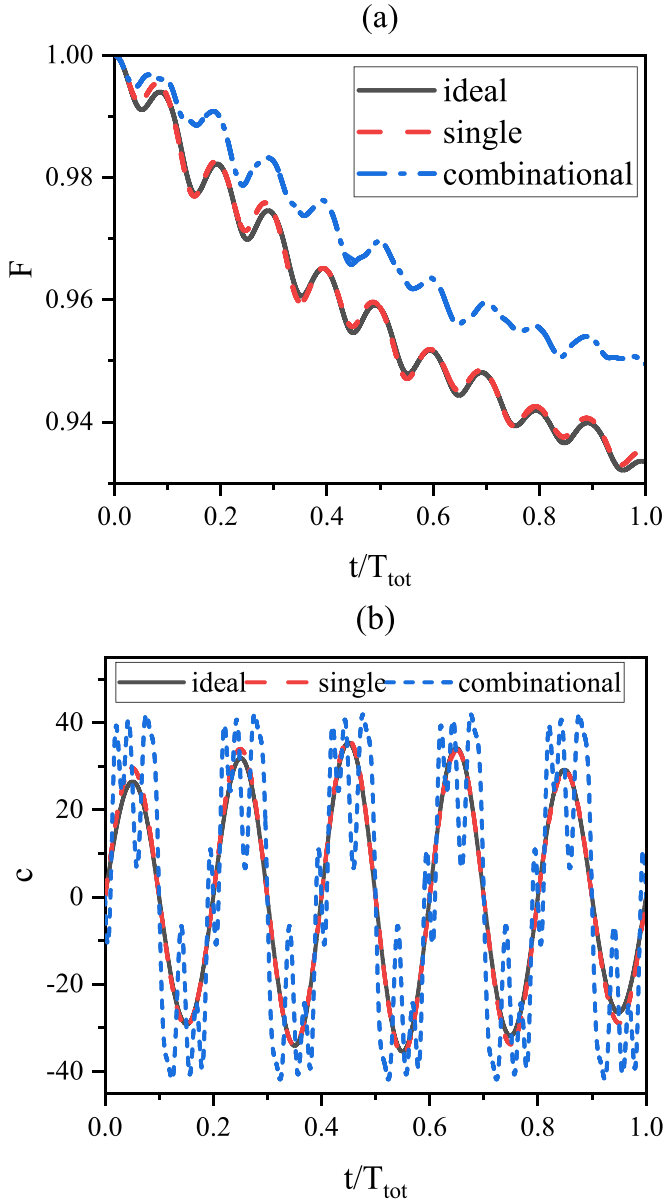 (a)
1.00
0.98
0.96
0.94
F
ideal
single
combinational
0.0 0.2 0.4 0.6 0.8 1.0
t/T_tot
(b)
ideal single combinational
40
20
0
-20
-40
c
0.0 0.2 0.4 0.6 0.8 1.0
t/T_tot